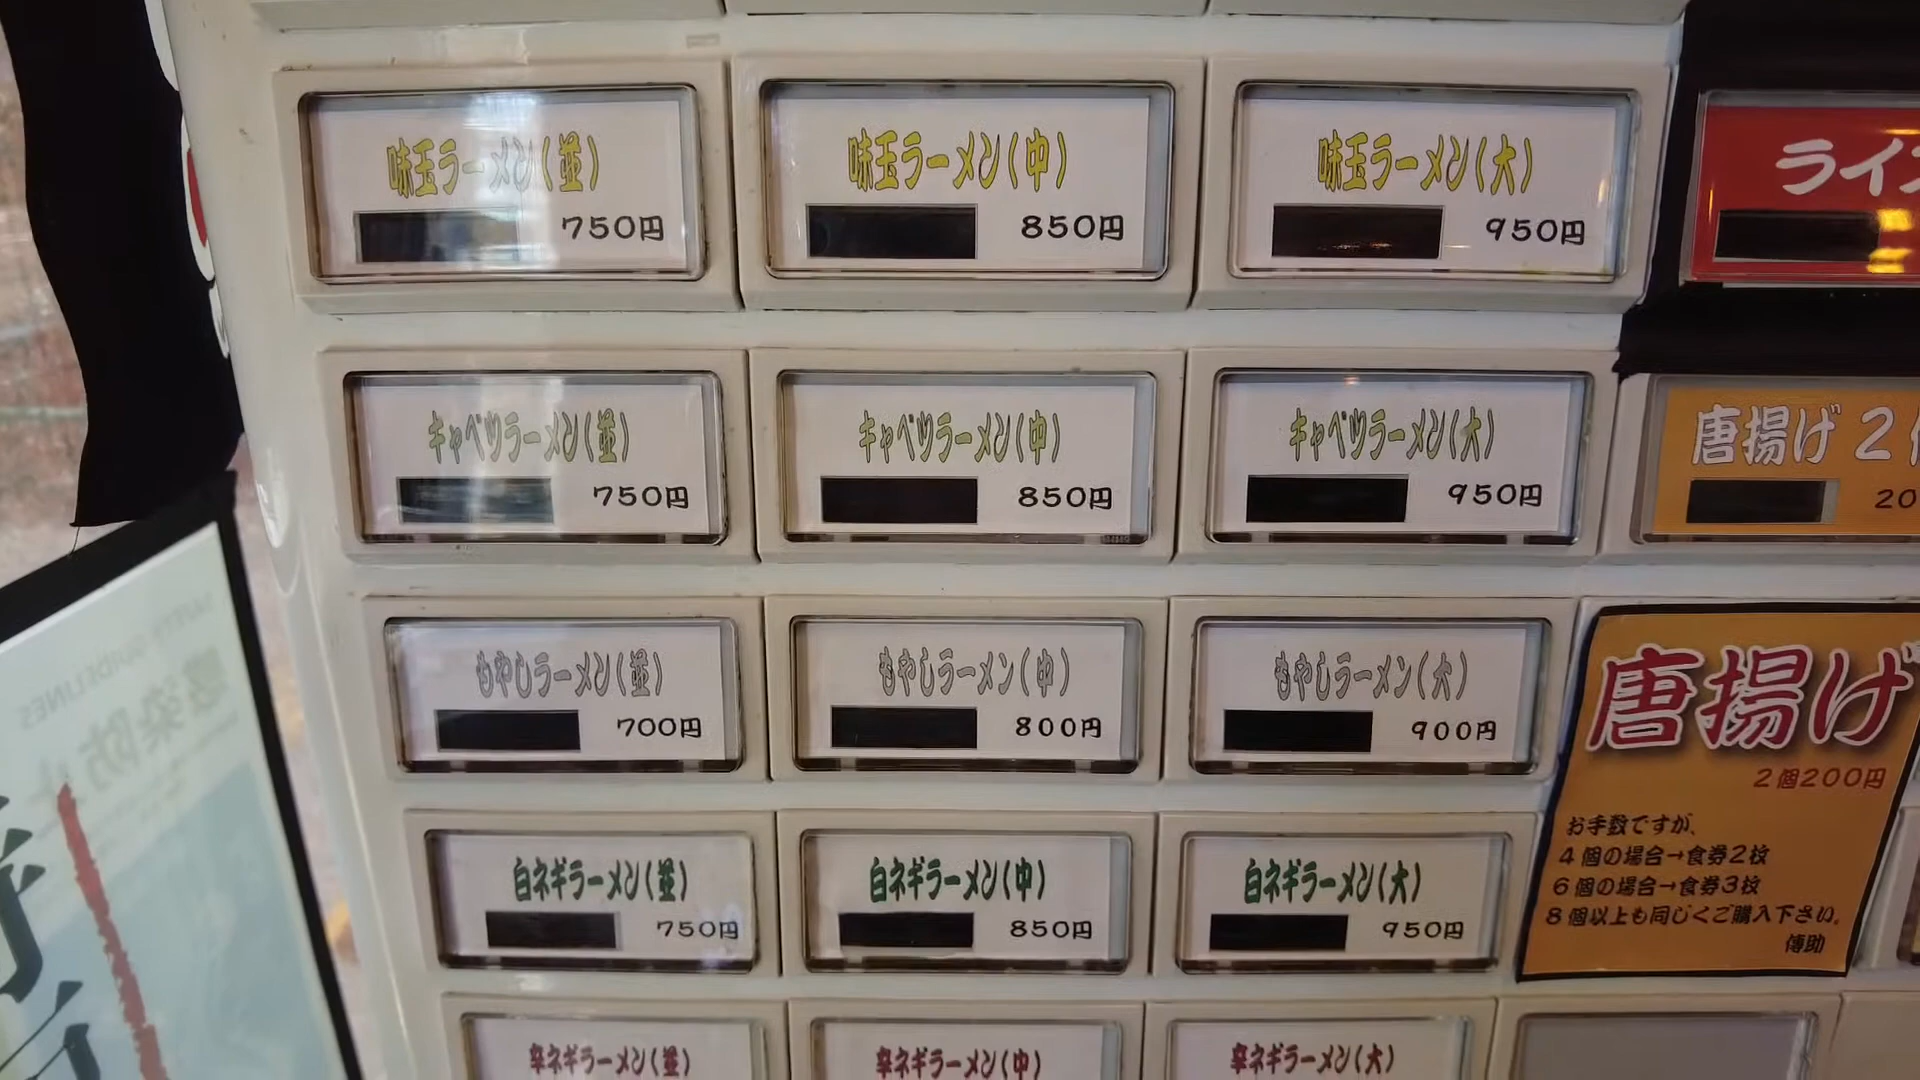 味玉ラーメン(並)
750円
味玉ラーメン(中)
850円
味玉ラーメン(大)
950円
キャベツラーメン(並)
750円
キャベツラーメン(中)
850円
キャベツラーメン(大)
950円
唐揚げ2
もやしラーメン(並)
700円
もやしラーメン(中)
800円
もやしラーメン(大)
900円
白ネギラーメン(並)
750円
白ネギラーメン(中)
850円
白ネギラーメン(大)
950円
唐揚げ
2個200円
お手数ですが、
4個の場合→食券2枚
6個の場合→食券3枚
8個以上も同じくご購入下さい。
傳助
辛ネギラーメン(並)
辛ネギラーメン(中)
辛ネギラーメン(大)